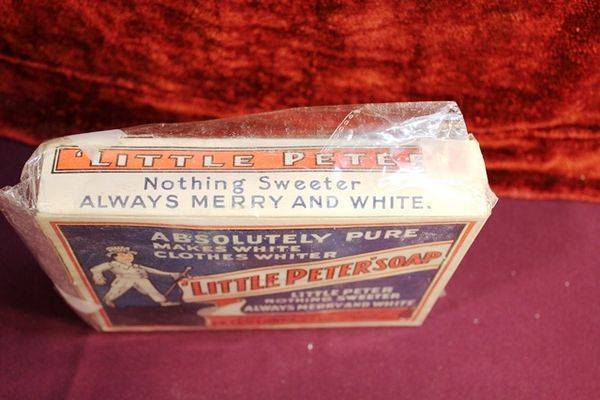 "LITTLE PETER
Nothing Sweeter
ALWAYS MERRY AND WHITE.
ABSOLUTELY PURE
MAKES WHITE
CLOTHES WHITER
"LITTLE PETER" SOAP
LITTLE PETER
NOTHING SWEETER
ALWAYS MERRY AND WHITE